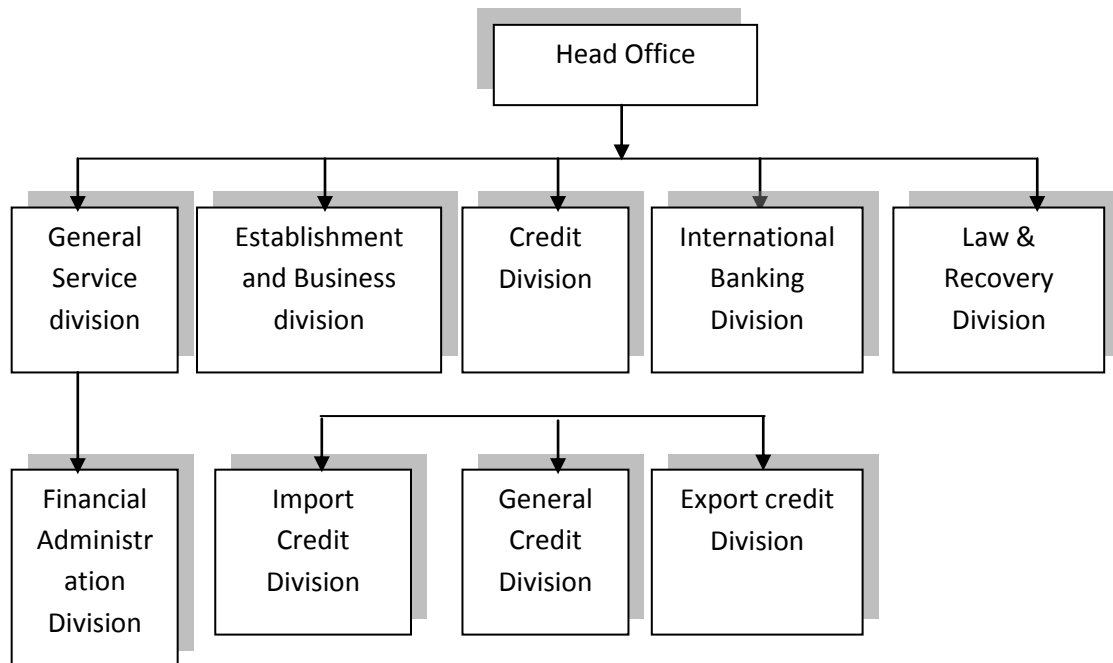 Head Office
General
Service
division
Establishment
and Business
division
Credit
Division
International
Banking
Division
Law &
Recovery
Division
Financial
Administr
ation
Division
Import
Credit
Division
General
Credit
Division
Export credit
Division